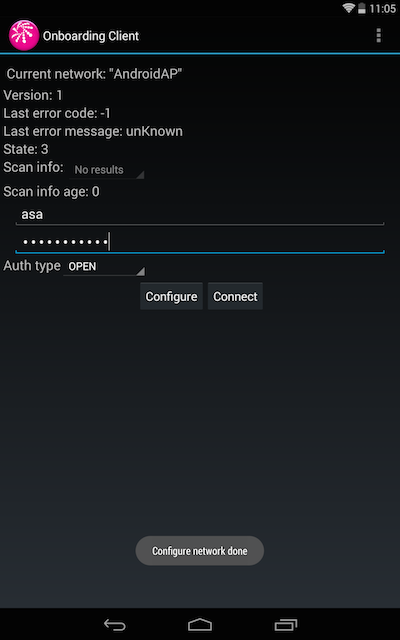 11:05
Onboarding Client
Current network: "AndroidAP"
Version: 1
Last error code: -1
Last error message: unKnown
State: 3
Scan info: No results
Scan info age: 0
asa
•••••••••••
Auth type OPEN
Configure Connect
Configure network done